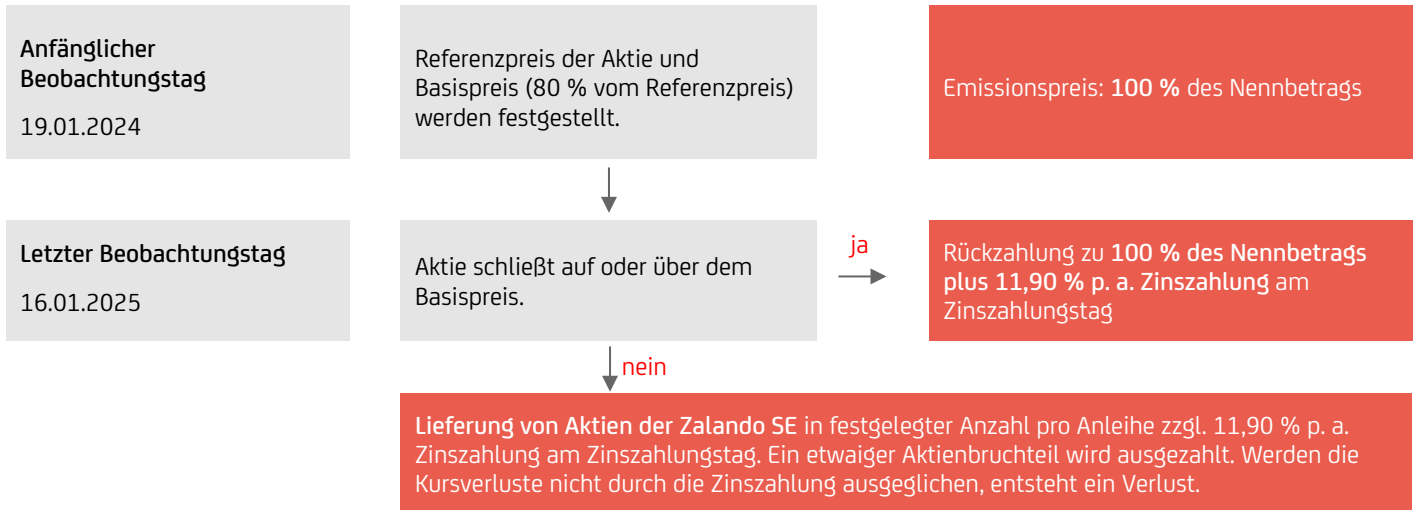 Anfänglicher
Beobachtungstag
19.01.2024
Referenzpreis der Aktie und
Basispreis (80 % vom Referenzpreis)
werden festgestellt.
Emissionspreis: 100 % des Nennbetrags
Letzter Beobachtungstag
16.01.2025
Aktie schließt auf oder über dem
Basispreis.
ja
Rückzahlung zu 100 % des Nennbetrags
plus 11,90 % p. a. Zinszahlung am
Zinszahlungstag
nein
Lieferung von Aktien der Zalando SE in festgelegter Anzahl pro Anleihe zzgl. 11,90 % p. a.
Zinszahlung am Zinszahlungstag. Ein etwaiger Aktienbruchteil wird ausgezahlt. Werden die
Kursverluste nicht durch die Zinszahlung ausgeglichen, entsteht ein Verlust.